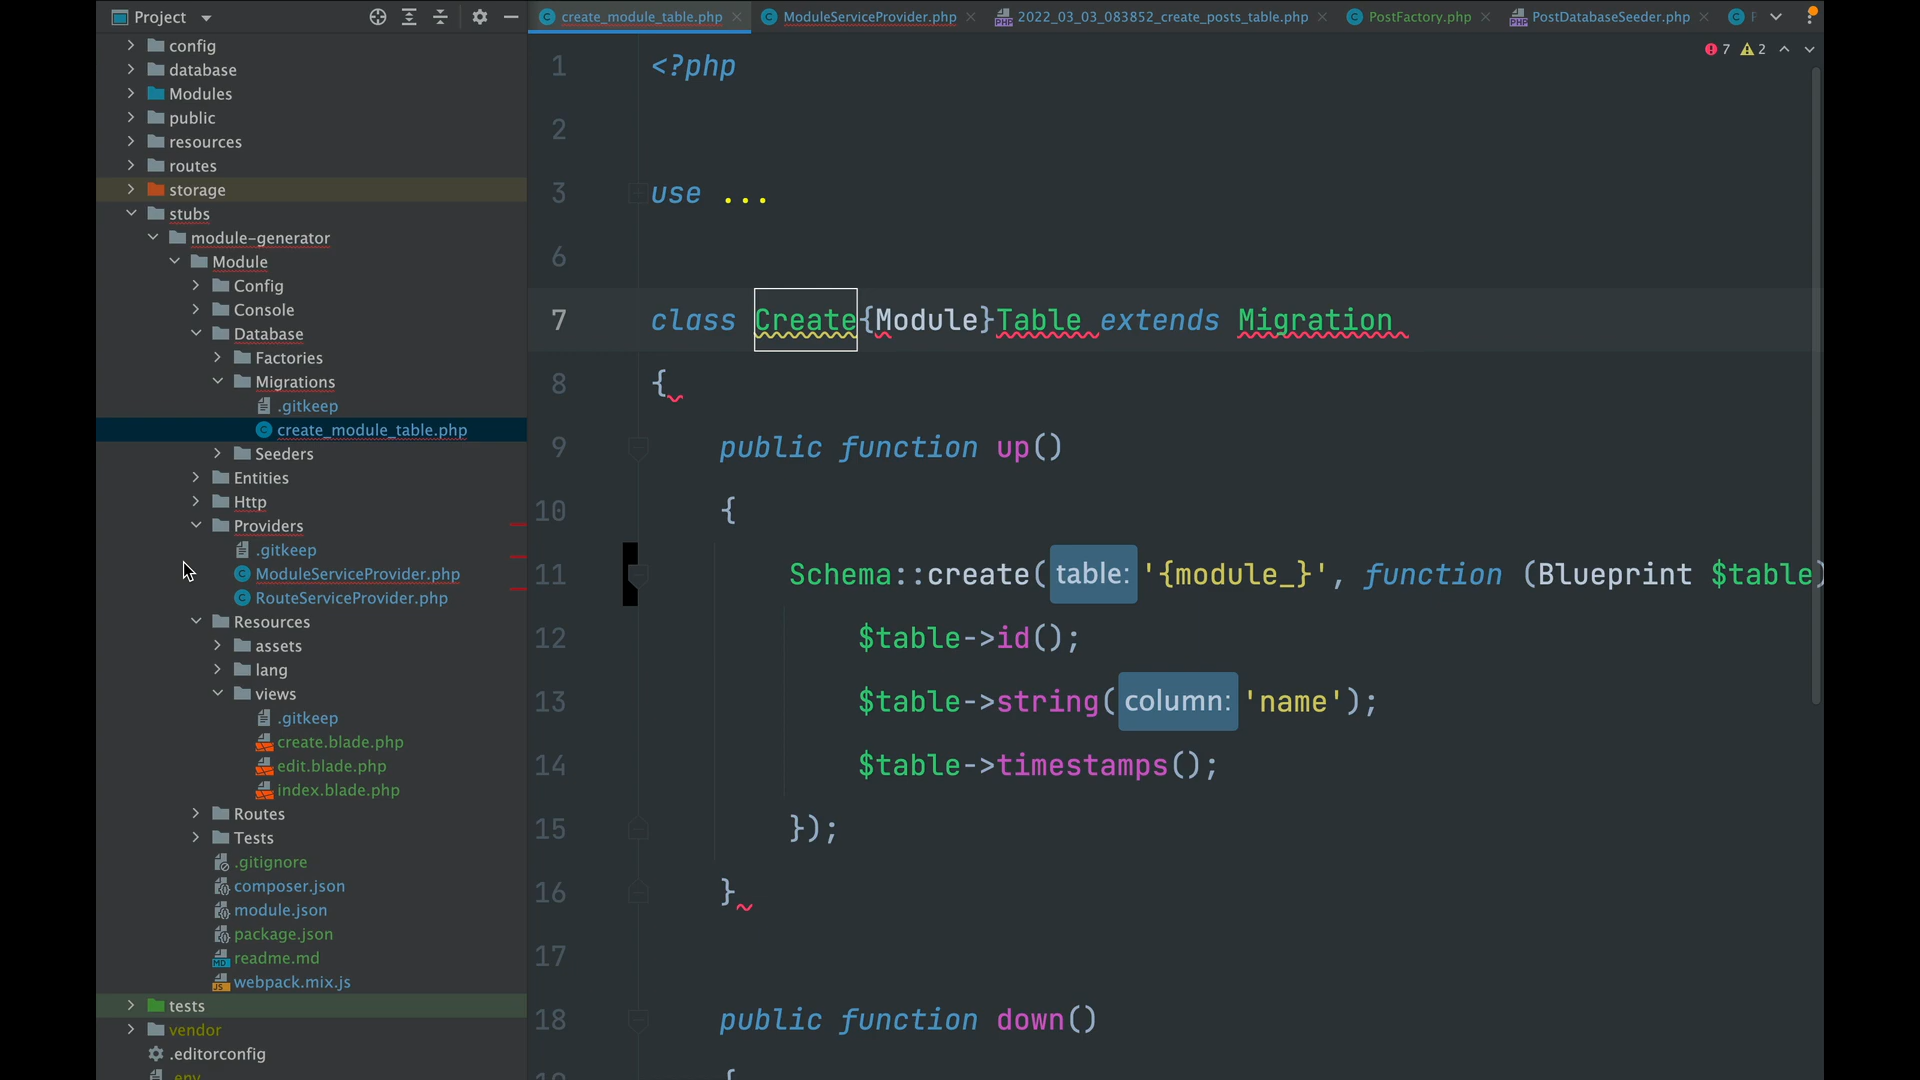 Project
config
database
Modules
public
resources
routes
storage
stubs
module-generator
Module
Config
Console
Database
Factories
Migrations
.gitkeep
create_module_table.php
Seeders
Entities
Http
Providers
.gitkeep
ModuleServiceProvider.php
RouteServiceProvider.php
Resources
assets
lang
views
.gitkeep
create.blade.php
edit.blade.php
index.blade.php
Routes
Tests
.gitignore
composer.json
module.json
package.json
readme.md
webpack.mix.js
tests
vendor
.editorconfig
.env
create_module_table.php ModuleServiceProvider.php 2022_03_03_083852_create_posts_table.php PostFactory.php PostDatabaseSeeder.php
7 2
1 <?php
2
3 use ...
6
7 class Create{Module}Table extends Migration
8 {
9 public function up()
10 {
11 Schema::create( table: '{module_}', function (Blueprint $table)
12 $table->id();
13 $table->string( column: 'name');
14 $table->timestamps();
15 });
16 }
17
18 public function down()
19 {